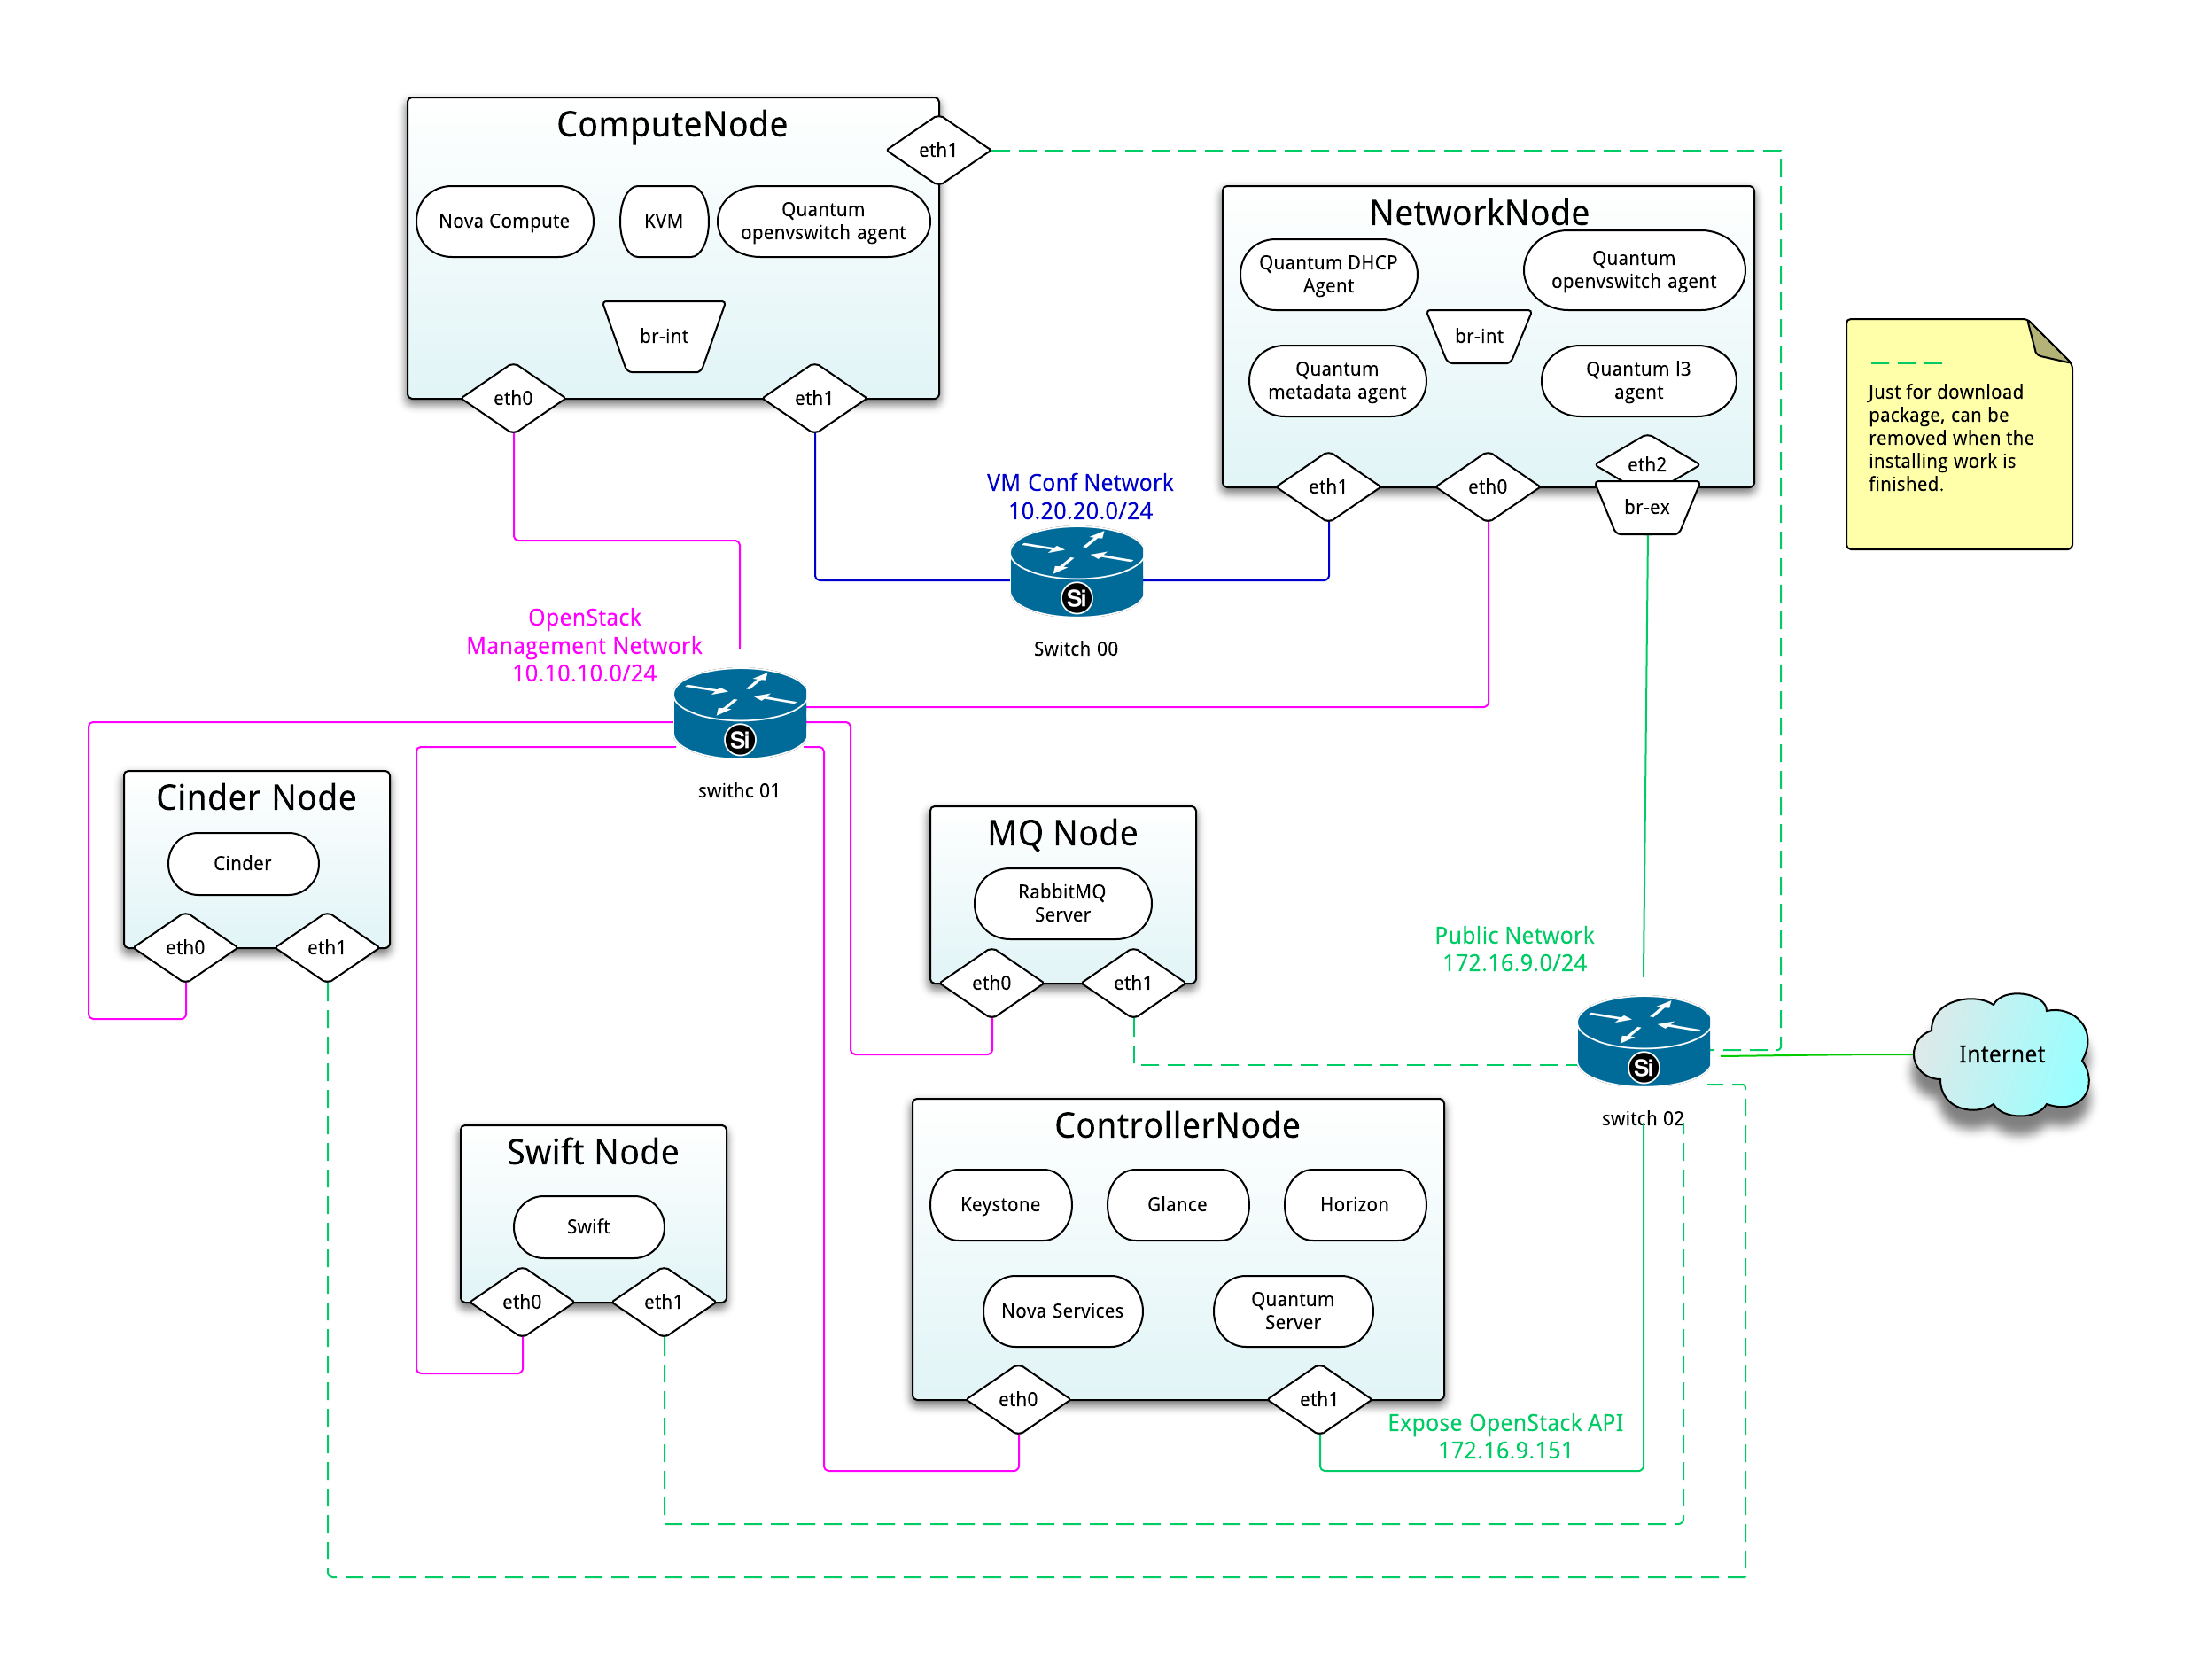 ComputeNode
eth1
Nova Compute
KVM
Quantum
openvswitch agent
br-int
eth0
eth1
NetworkNode
Quantum DHCP
Agent
Quantum
openvswitch agent
br-int
Quantum
metadata agent
Quantum l3
agent
eth2
eth1
eth0
br-ex
Just for download
package, can be
removed when the
installing work is
finished.
VM Conf Network
10.20.20.0/24
Si
Switch 00
OpenStack
Management Network
10.10.10.0/24
Si
swithc 01
Cinder Node
Cinder
eth0
eth1
MQ Node
RabbitMQ
Server
eth0
eth1
Public Network
172.16.9.0/24
Si
switch 02
Internet
Swift Node
Swift
eth0
eth1
ControllerNode
Keystone
Glance
Horizon
Nova Services
Quantum
Server
eth0
eth1
Expose OpenStack API
172.16.9.151